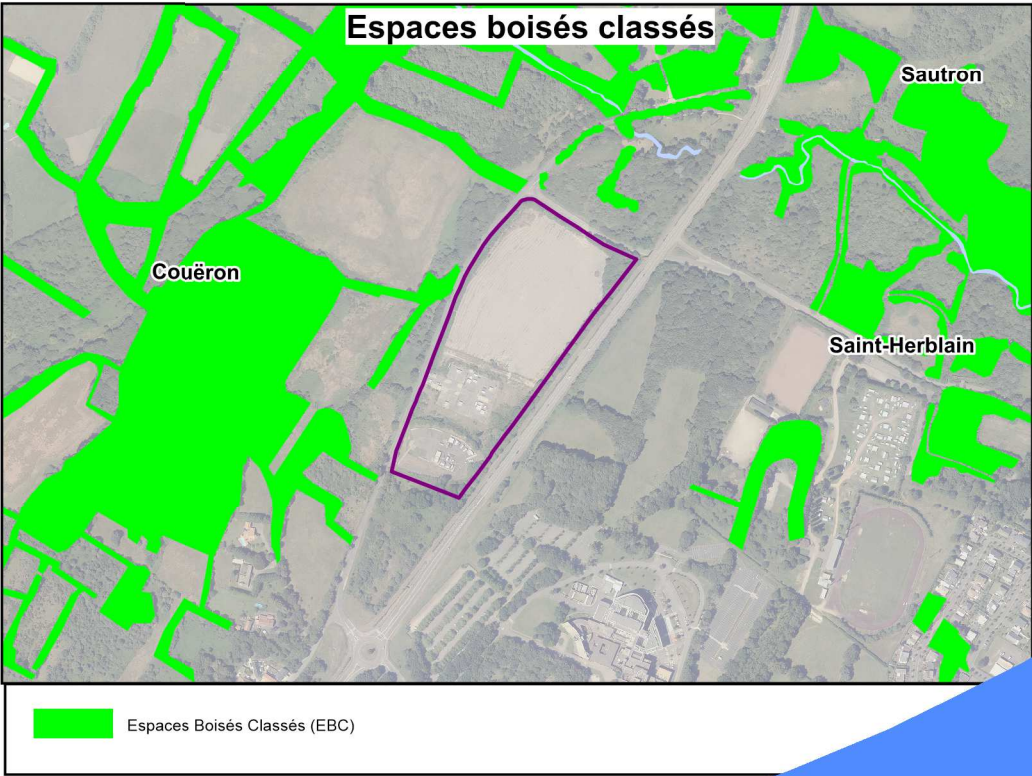 Espaces boisés classés
Sautron
Couëron
Saint-Herblain
Espaces Boisés Classés (EBC)